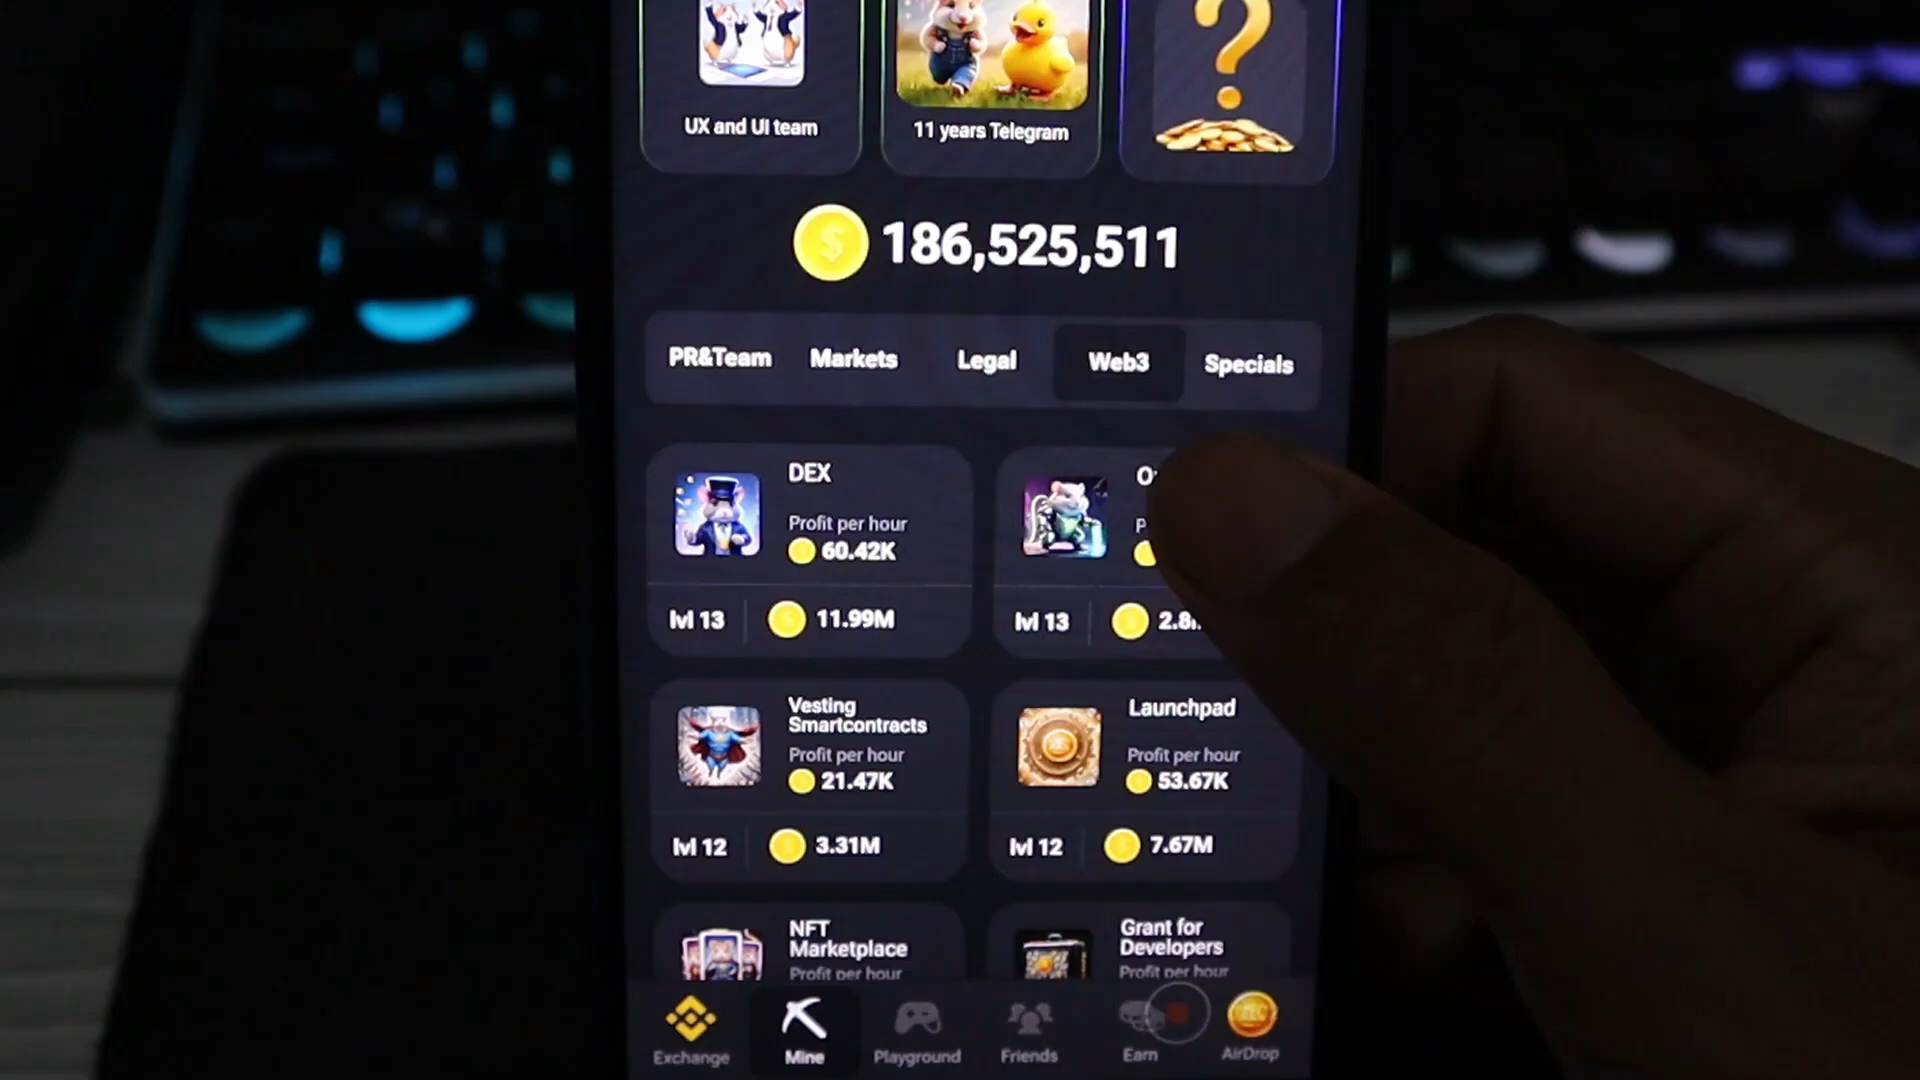 UX and UI team
11 years Telegram
186,525,511
PR&Team Markets Legal Web3 Specials
DEX
Profit per hour
60.42K
lvl 13
11.99M
lvl 13
Vesting
Smartcontracts
Profit per hour
21.47K
lvl 12
3.31M
Launchpad
Profit per hour
53.67K
lvl 12
7.67M
NFT
Marketplace
Profit per hour
Grant for
Developers
Profit per hour
Exchange Mine Playground Friends Earn AirDrop